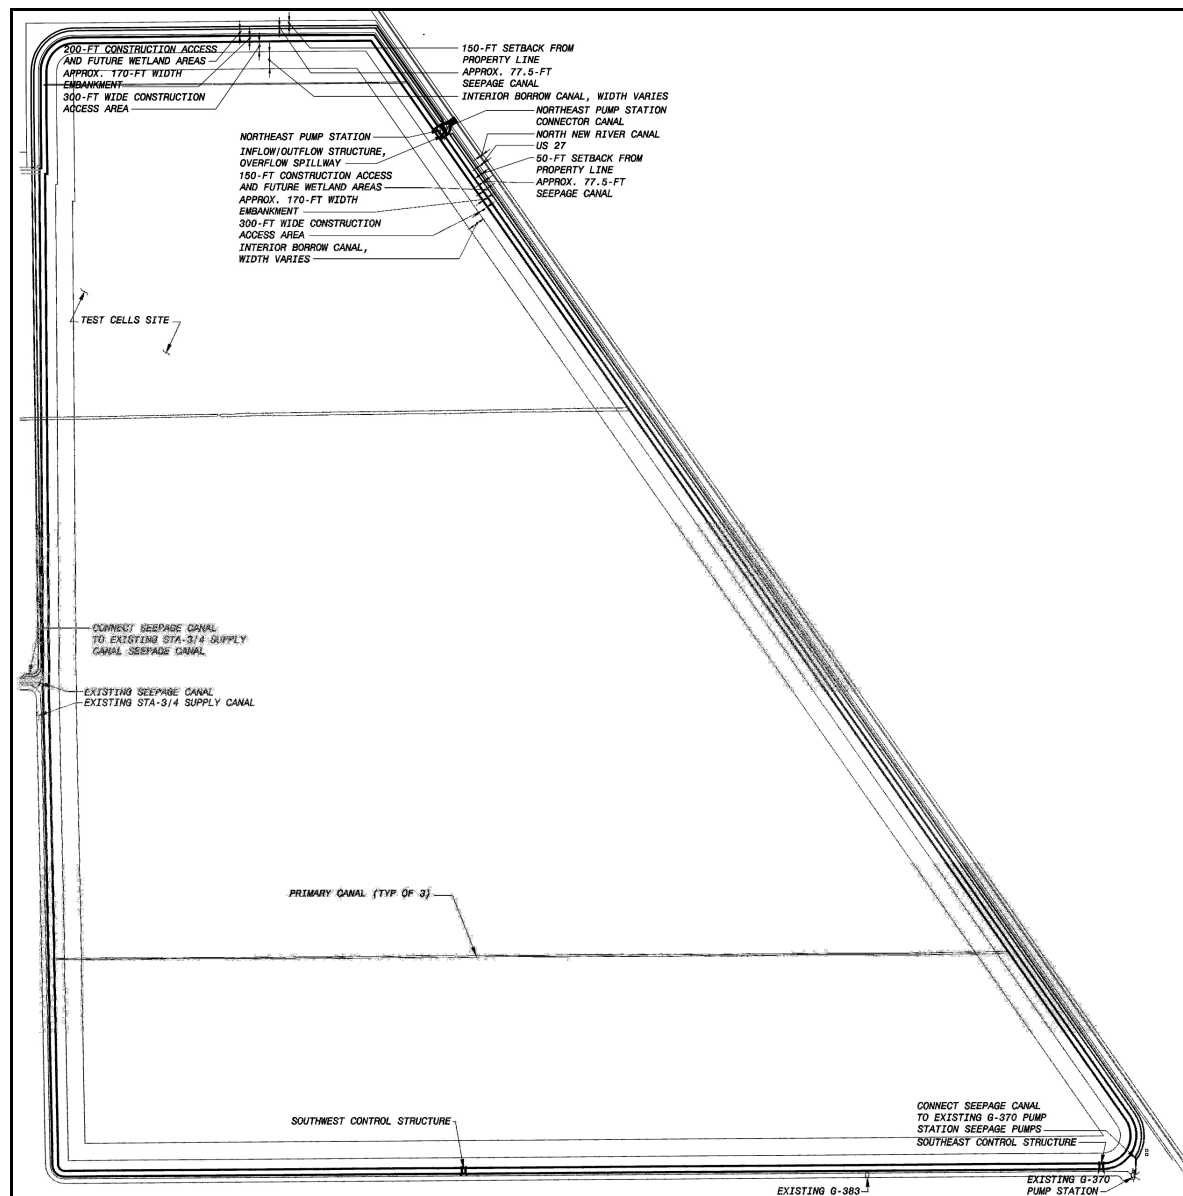 200-FT CONSTRUCTION ACCESS
AND FUTURE WETLAND AREAS
APPROX. 170-FT WIDTH
EMBANKMENT
300-FT WIDE CONSTRUCTION
ACCESS AREA
150-FT SETBACK FROM
PROPERTY LINE
APPROX. 77.5-FT
SEEPAGE CANAL
INTERIOR BORROW CANAL, WIDTH VARIES
NORTHEAST PUMP STATION
CONNECTOR CANAL
NORTH NEW RIVER CANAL
US 27
50-FT SETBACK FROM
PROPERTY LINE
APPROX. 77.5-FT
SEEPAGE CANAL
NORTHEAST PUMP STATION
INFLOW/OUTFLOW STRUCTURE,
OVERFLOW SPILLWAY
150-FT CONSTRUCTION ACCESS
AND FUTURE WETLAND AREAS
APPROX. 170-FT WIDTH
EMBANKMENT
300-FT WIDE CONSTRUCTION
ACCESS AREA
INTERIOR BORROW CANAL,
WIDTH VARIES
TEST CELLS SITE
CONNECT SEEPAGE CANAL
TO EXISTING STA-3/4 SUPPLY
CANAL SEEPAGE CANAL
EXISTING SEEPAGE CANAL
EXISTING STA-3/4 SUPPLY CANAL
PRIMARY CANAL (TYP OF 3)
SOUTHWEST CONTROL STRUCTURE
CONNECT SEEPAGE CANAL
TO EXISTING G-370 PUMP
STATION SEEPAGE PUMPS
SOUTHEAST CONTROL STRUCTURE
EXISTING G-383
EXISTING G-370
PUMP STATION